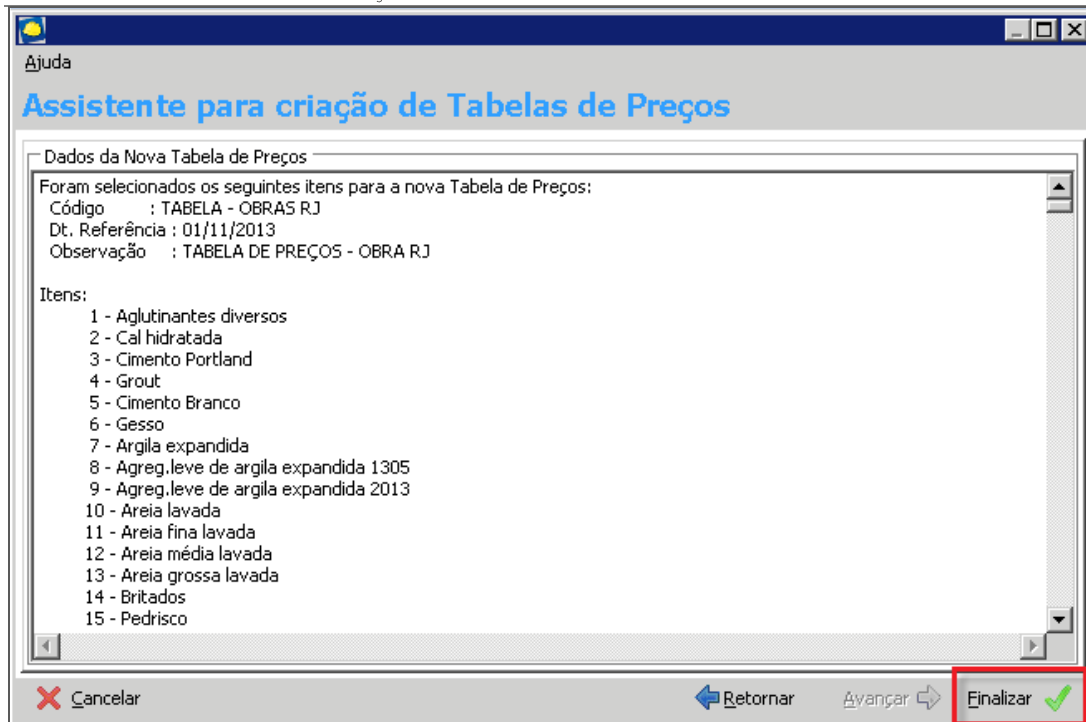 Ajuda
Assistente para criação de Tabelas de Preços
Dados da Nova Tabela de Preços
Foram selecionados os seguintes itens para a nova Tabela de Preços:
Código : TABELA - OBRAS RJ
Dt. Referência : 01/11/2013
Observação : TABELA DE PREÇOS - OBRA RJ
Itens:
1 - Aglutinantes diversos
2 - Cal hidratada
3 - Cimento Portland
4 - Grout
5 - Cimento Branco
6 - Gesso
7 - Argila expandida
8 - Agreg.leve de argila expandida 1305
9 - Agreg.leve de argila expandida 2013
10 - Areia lavada
11 - Areia fina lavada
12 - Areia média lavada
13 - Areia grossa lavada
14 - Britados
15 - Pedrisco
Cancelar Retornar Avançar Finalizar